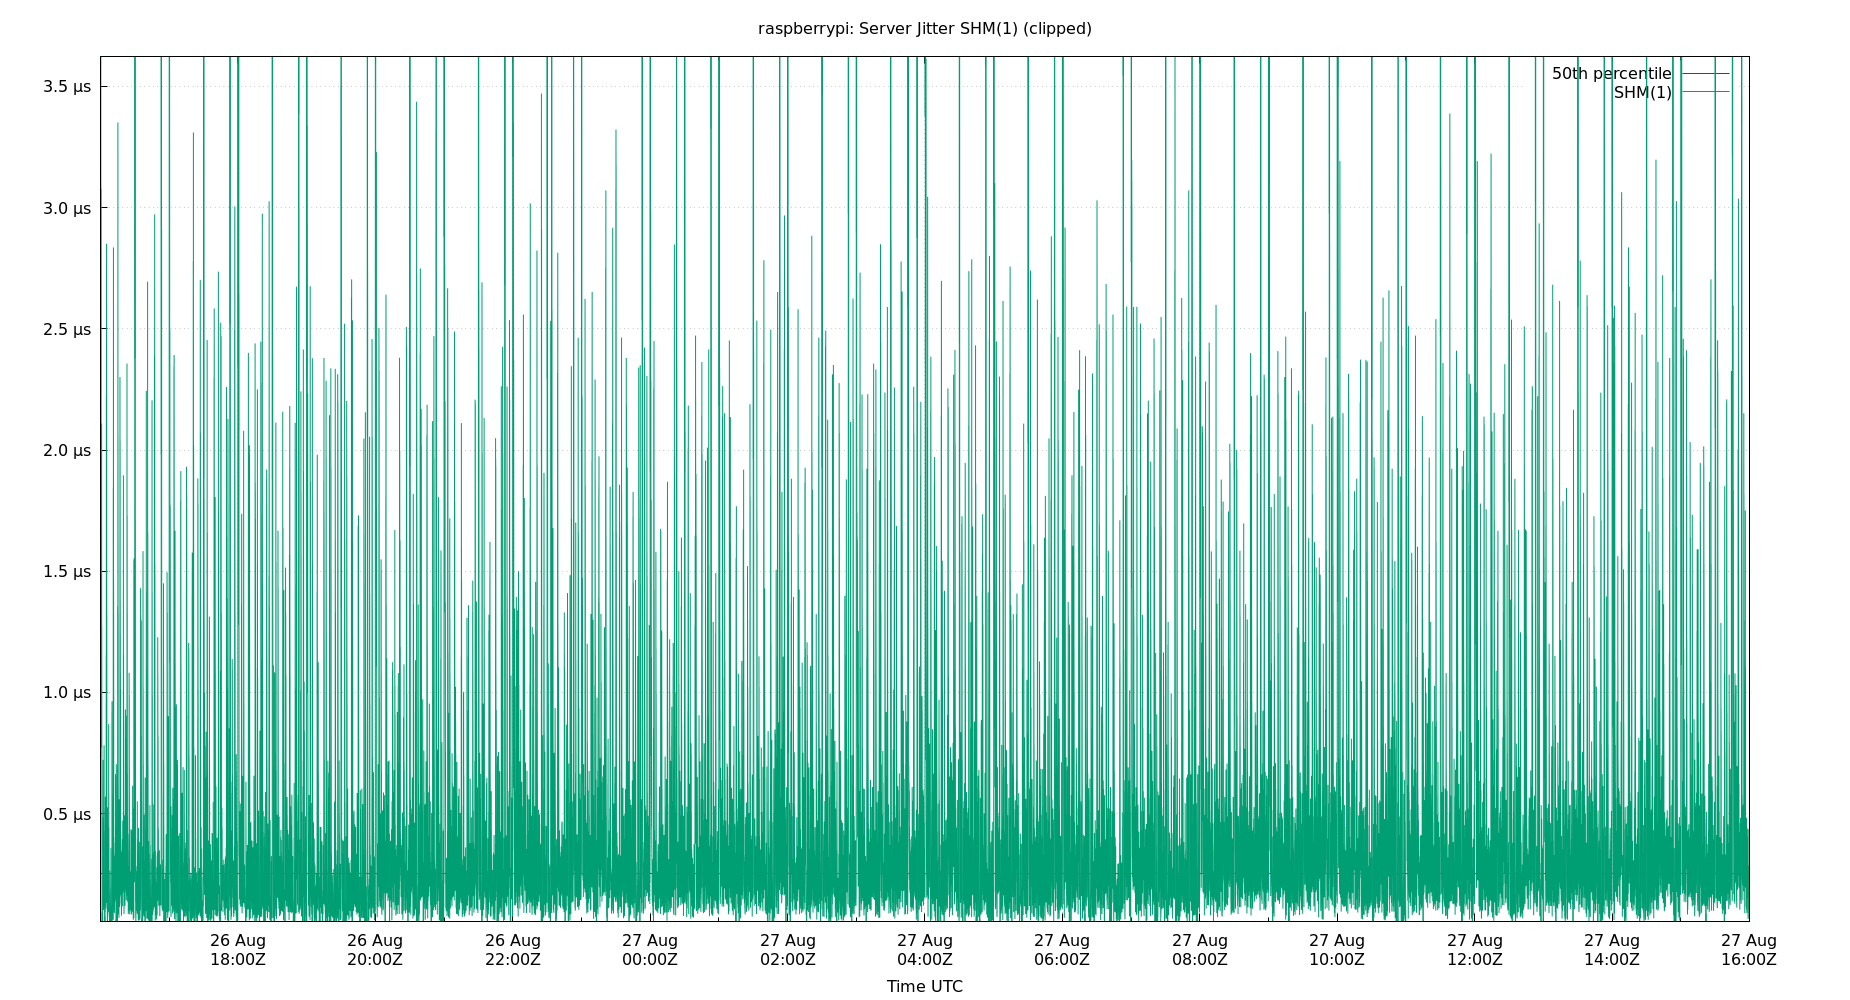 raspberrypi: Server Jitter SHM(1) (clipped)
50th percentile
SHM(1)
3.5 µs
3.0 µs
2.5 µs
2.0 µs
1.5 µs
1.0 µs
0.5 µs
26 Aug 26 Aug 26 Aug 27 Aug 27 Aug 27 Aug 27 Aug 27 Aug 27 Aug 27 Aug 27 Aug 27 Aug
18:00Z 20:00Z 22:00Z 00:00Z 02:00Z 04:00Z 06:00Z 08:00Z 10:00Z 12:00Z 14:00Z 16:00Z
Time UTC